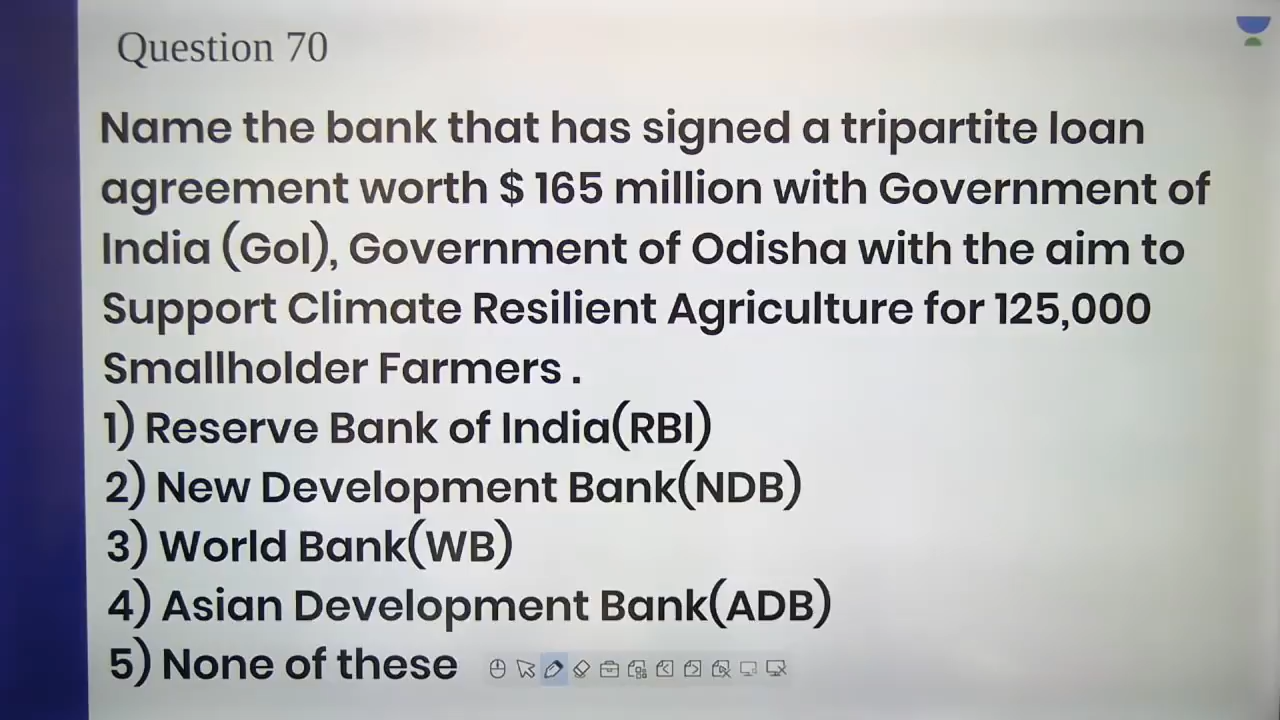 Question 70
Name the bank that has signed a tripartite loan
agreement worth $ 165 million with Government of
India (GoI), Government of Odisha with the aim to
Support Climate Resilient Agriculture for 125,000
Smallholder Farmers .
1) Reserve Bank of India(RBI)
2) New Development Bank(NDB)
3) World Bank(WB)
4) Asian Development Bank(ADB)
5) None of these